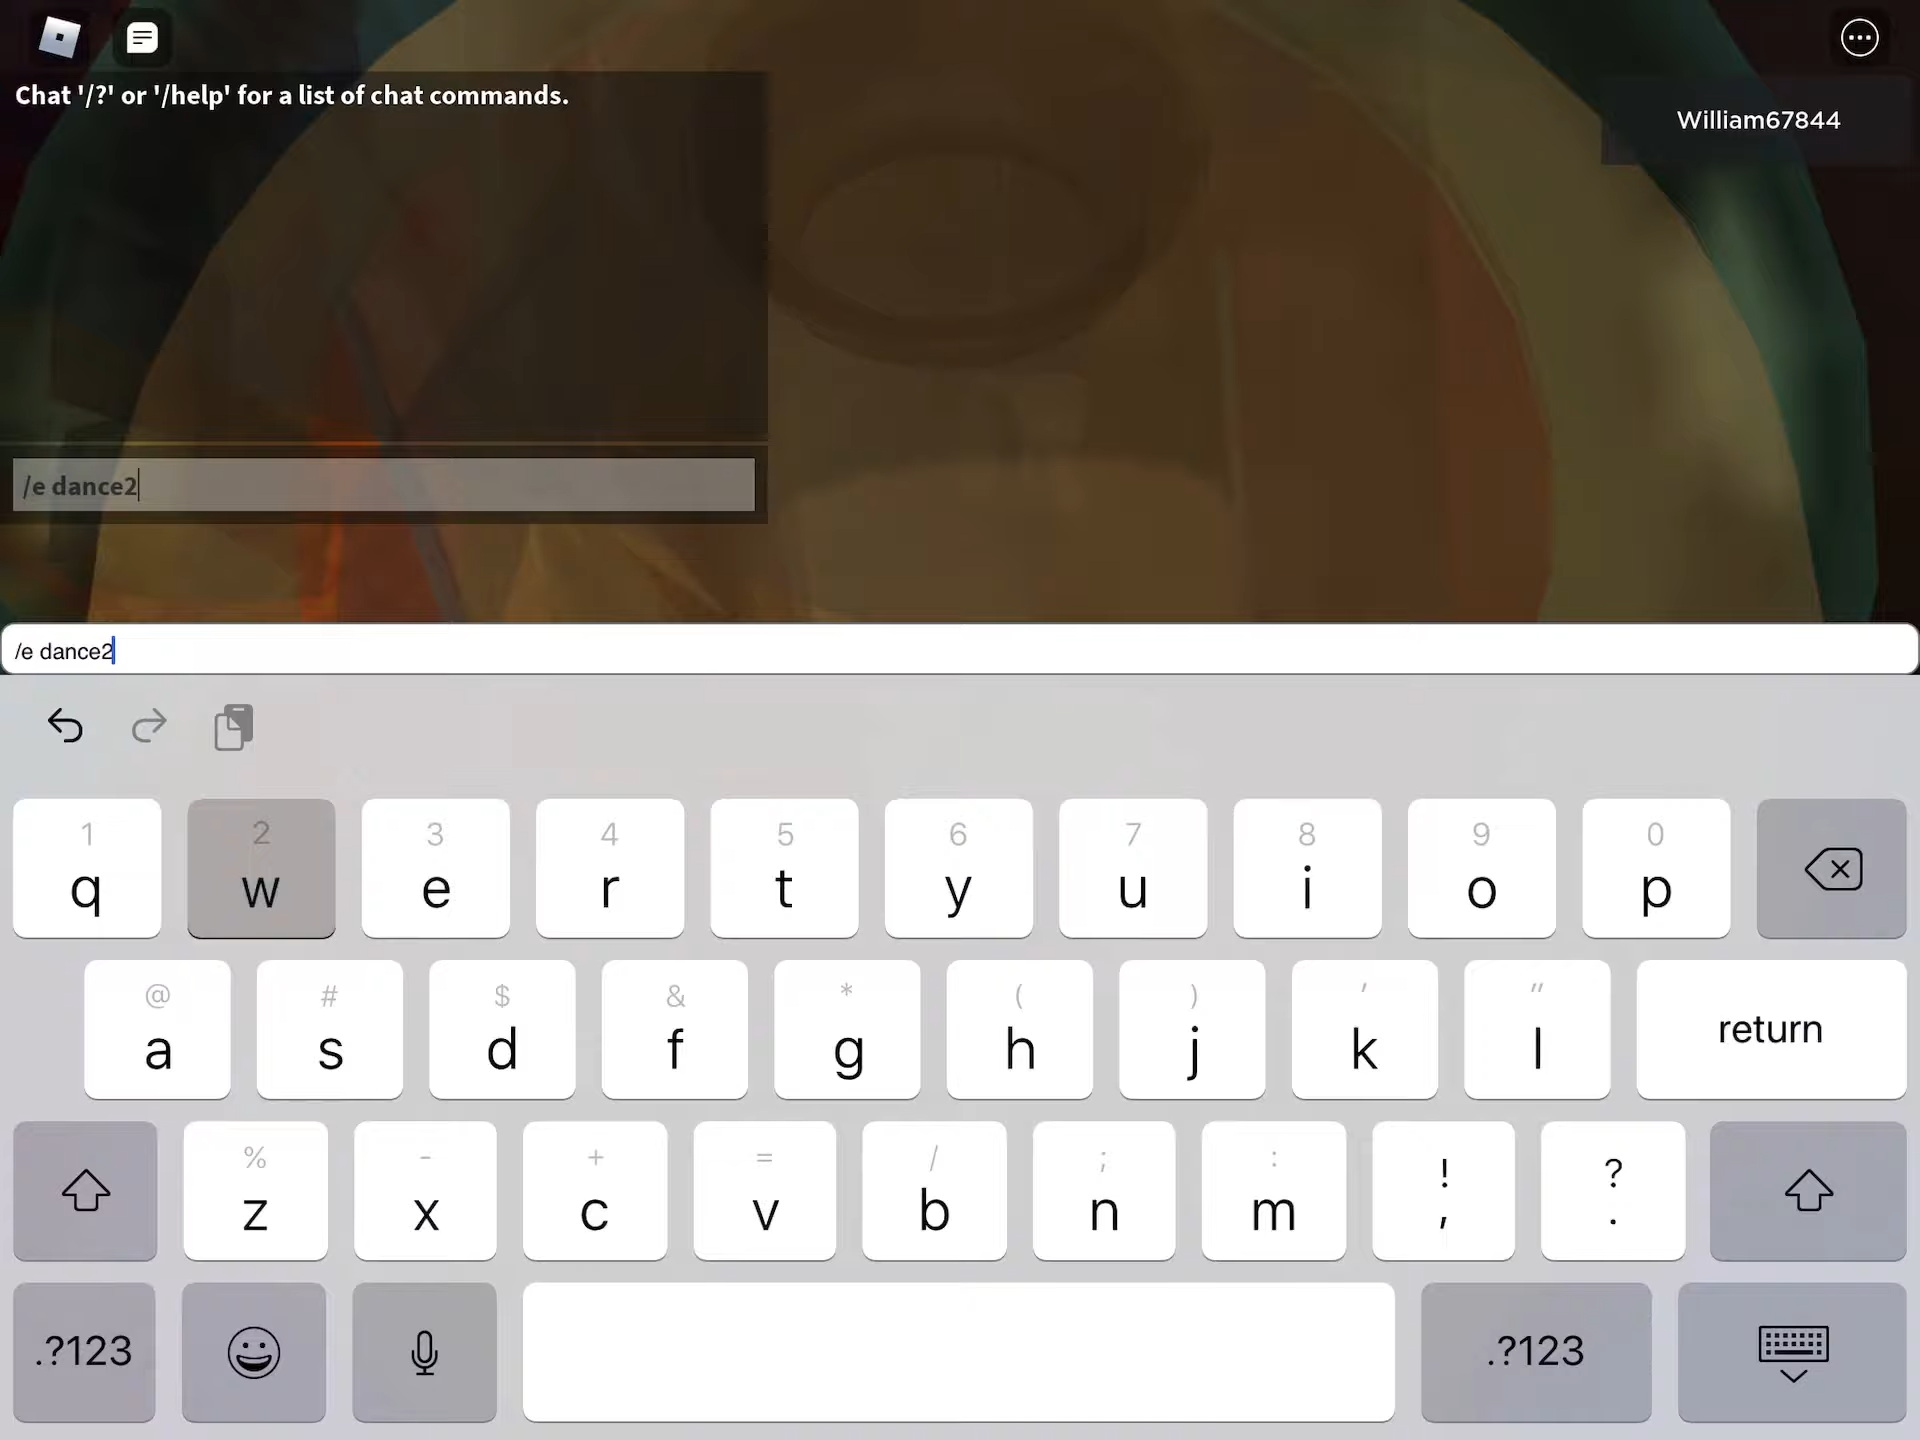 Chat '/?' or '/help' for a list of chat commands.
William67844
/e dance2
/e dance2
1 2 3 4 5 6 7 8 9 0
q w e r t y u i o p
@ # $ & * ( ) ' "
a s d f g h j k l return
% - + = / ; : ! ?
z x c v b n m , .
.?123 .?123